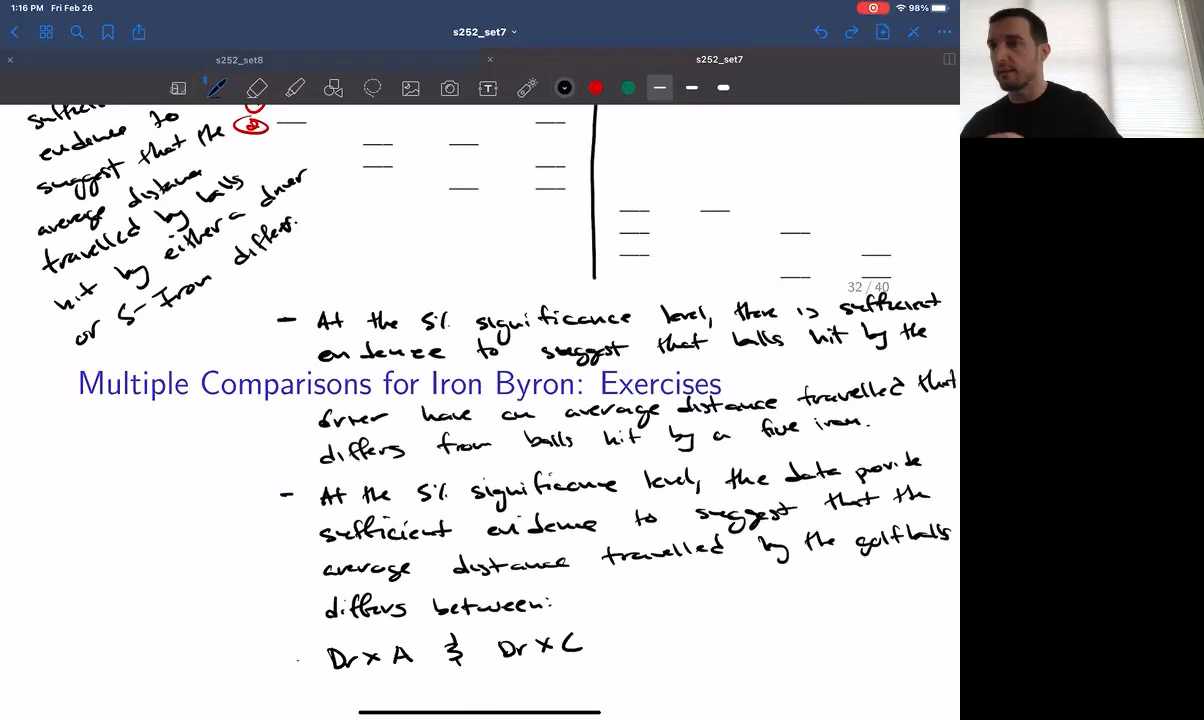 1:16 PM Fri Feb 26
98%
s252_set7
s252_set8
s252_set7
evidence to
suggest that the 2
average distance
travelled by balls
hit by either a driver
or 5-Iron differs.
32 / 40
- At the 5% significance level, there is sufficient
evidence to suggest that balls hit by the
Multiple Comparisons for Iron Byron: Exercises
driver have an average distance travelled that
differs from balls hit by a five iron.
- At the 5% significance level, the data provide
sufficient evidence to suggest that the
average distance travelled by the golf balls
differs between:
Dr x A & Dr x C